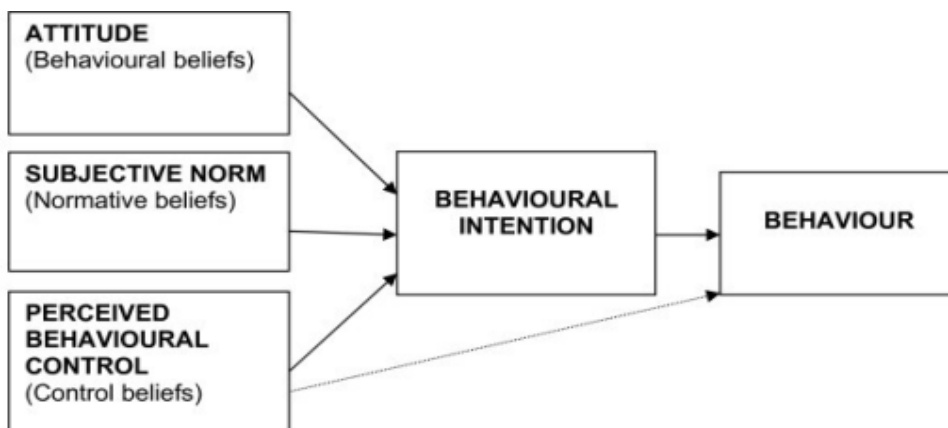 ATTITUDE
(Behavioural beliefs)
SUBJECTIVE NORM
(Normative beliefs)
PERCEIVED
BEHAVIOURAL
CONTROL
(Control beliefs)
BEHAVIOURAL
INTENTION
BEHAVIOUR